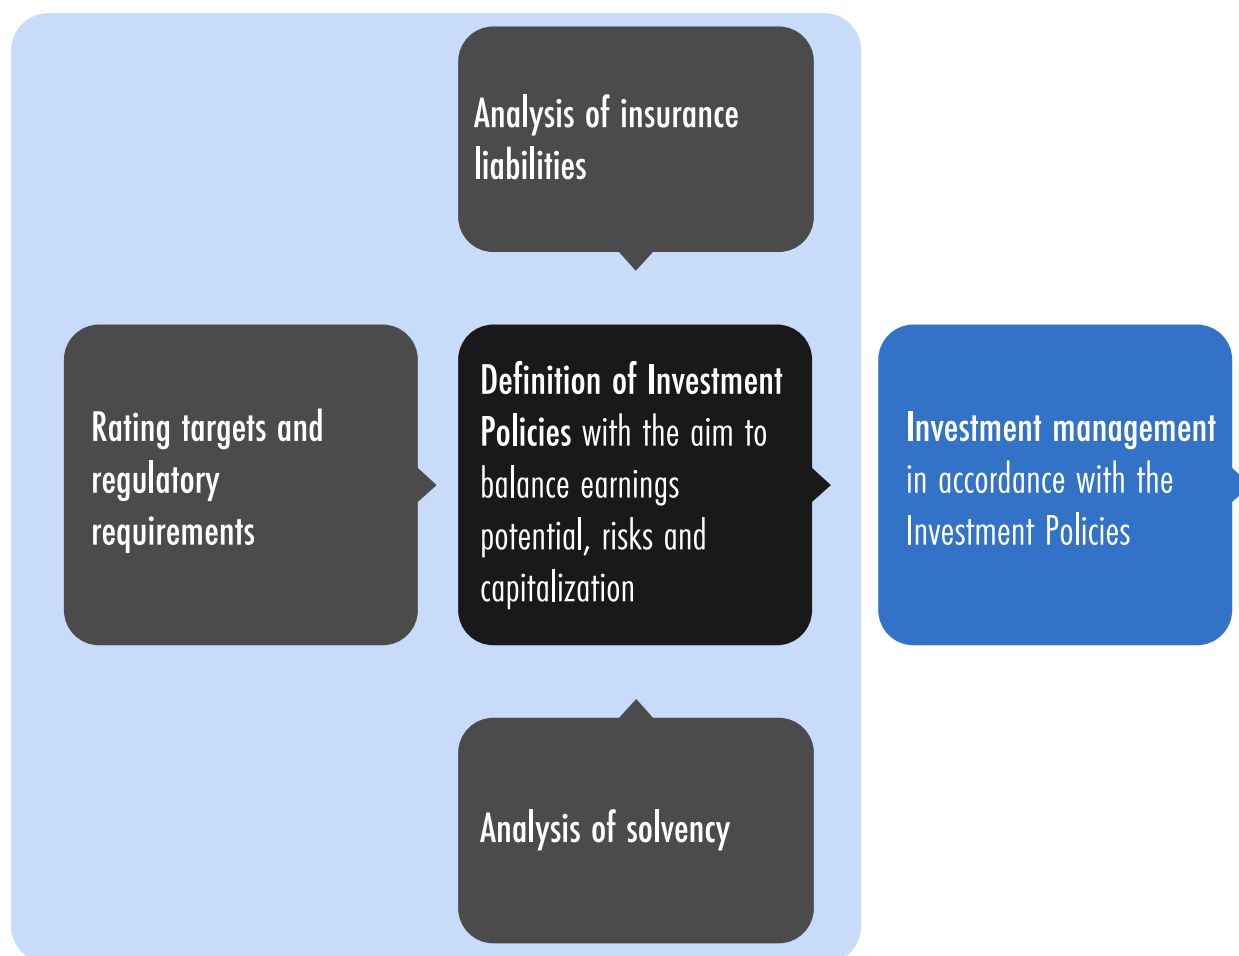 Analysis of insurance
liabilities
Rating targets and
regulatory
requirements
Definition of Investment
Policies with the aim to
balance earnings
potential, risks and
capitalization
Investment management
in accordance with the
Investment Policies
Analysis of solvency